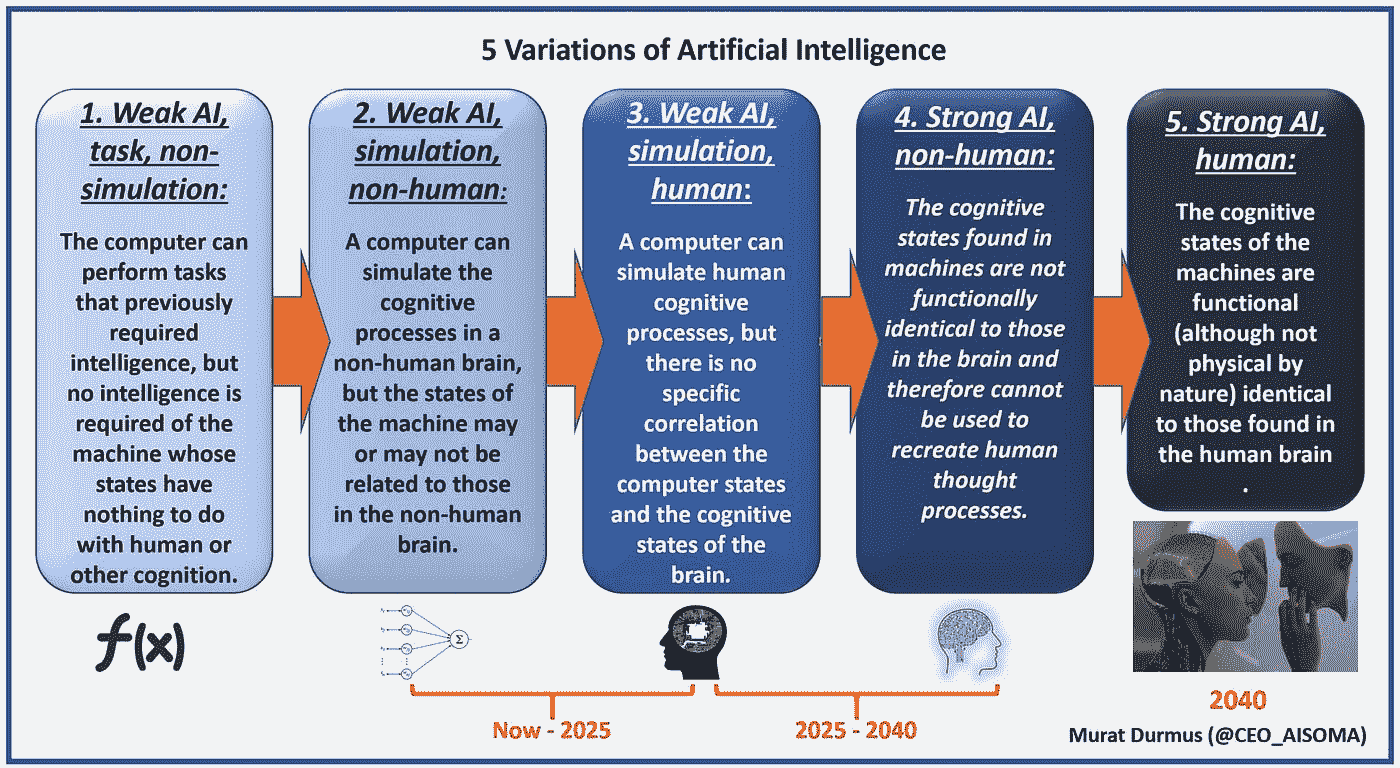 5 Variations of Artificial Intelligence
1. Weak AI,
task, non-
simulation:
The computer can
perform tasks
that previously
required
intelligence, but
no intelligence is
required of the
machine whose
states have
nothing to do
with human or
other cognition.
f(x)
2. Weak AI,
simulation,
non-human:
A computer can
simulate the
cognitive
processes in a
non-human brain,
but the states of
the machine may
or may not be
related to those
in the non-human
brain.
Σ
3. Weak AI,
simulation,
human:
A computer can
simulate human
cognitive
processes, but
there is no
specific
correlation
between the
computer states
and the cognitive
states of the
brain.
4. Strong AI,
non-human:
The cognitive
states found in
machines are not
functionally
identical to those
in the brain and
therefore cannot
be used to
recreate human
thought
processes.
5. Strong AI,
human:
The cognitive
states of the
machines are
functional
(although not
physical by
nature) identical
to those found in
the human brain
.
Now - 2025
2025 - 2040
2040
Murat Durmus (@CEO_AISOMA)